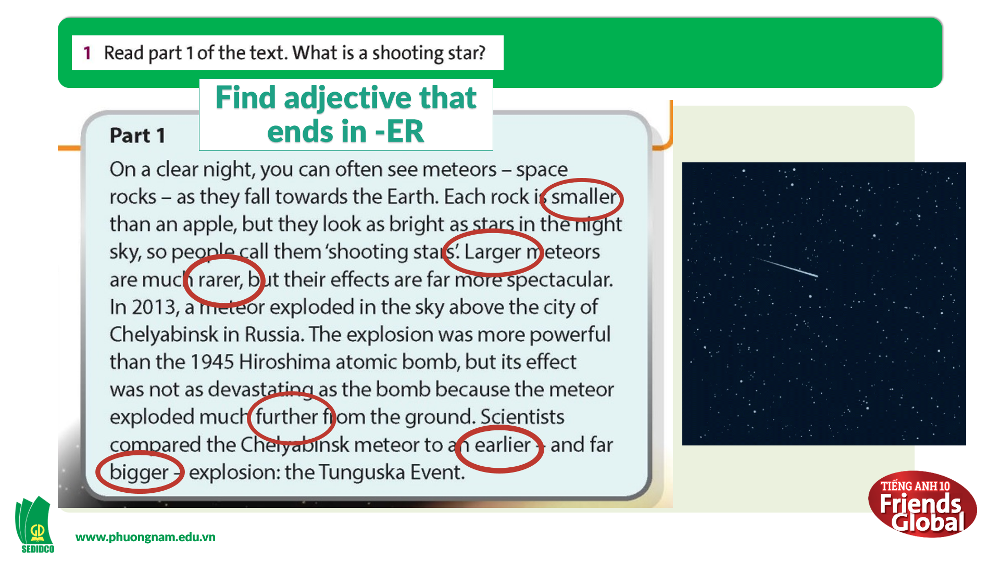 1 Read part 1 of the text. What is a shooting star?
Find adjective that
ends in -ER
Part 1
On a clear night, you can often see meteors – space
rocks – as they fall towards the Earth. Each rock is smaller
than an apple, but they look as bright as stars in the night
sky, so people call them ‘shooting stars’. Larger meteors
are much rarer, but their effects are far more spectacular.
In 2013, a meteor exploded in the sky above the city of
Chelyabinsk in Russia. The explosion was more powerful
than the 1945 Hiroshima atomic bomb, but its effect
was not as devastating as the bomb because the meteor
exploded much further from the ground. Scientists
compared the Chelyabinsk meteor to an earlier – and far
bigger – explosion: the Tunguska Event.
GD
SEDIDCO
www.phuongnam.edu.vn
TIẾNG ANH 10
Friends
Global